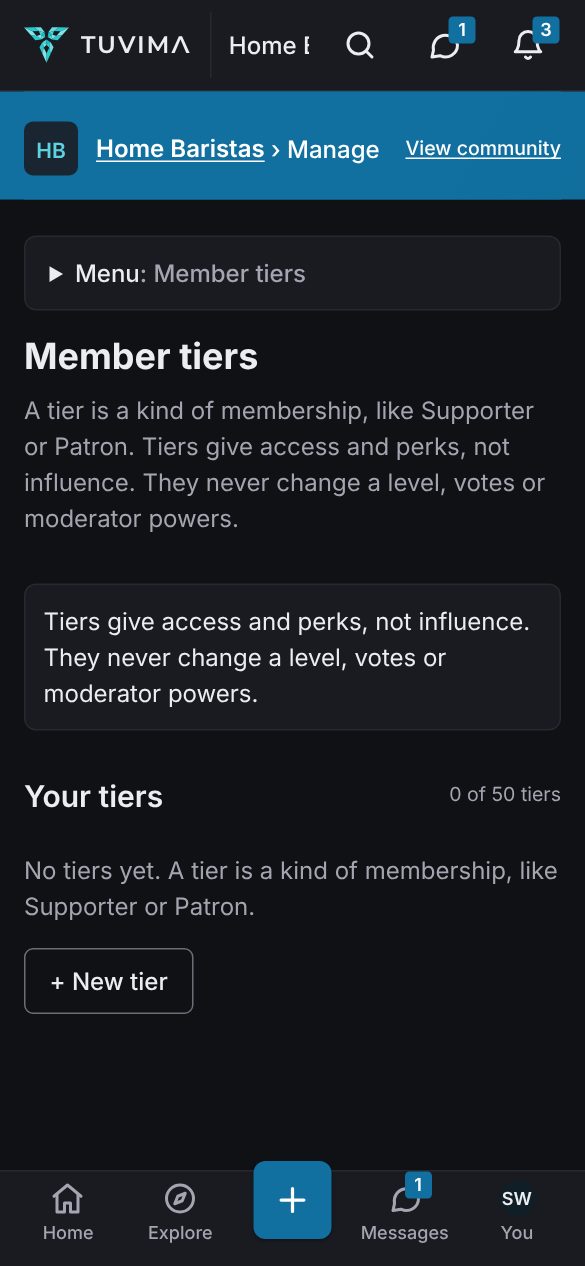 TUVIMA
Home
1
3
HB
Home Baristas › Manage
View community
▶ Menu: Member tiers
Member tiers
A tier is a kind of membership, like Supporter
or Patron. Tiers give access and perks, not
influence. They never change a level, votes or
moderator powers.
Tiers give access and perks, not influence.
They never change a level, votes or
moderator powers.
Your tiers
0 of 50 tiers
No tiers yet. A tier is a kind of membership, like
Supporter or Patron.
+ New tier
Home
Explore
+
1
Messages
SW
You